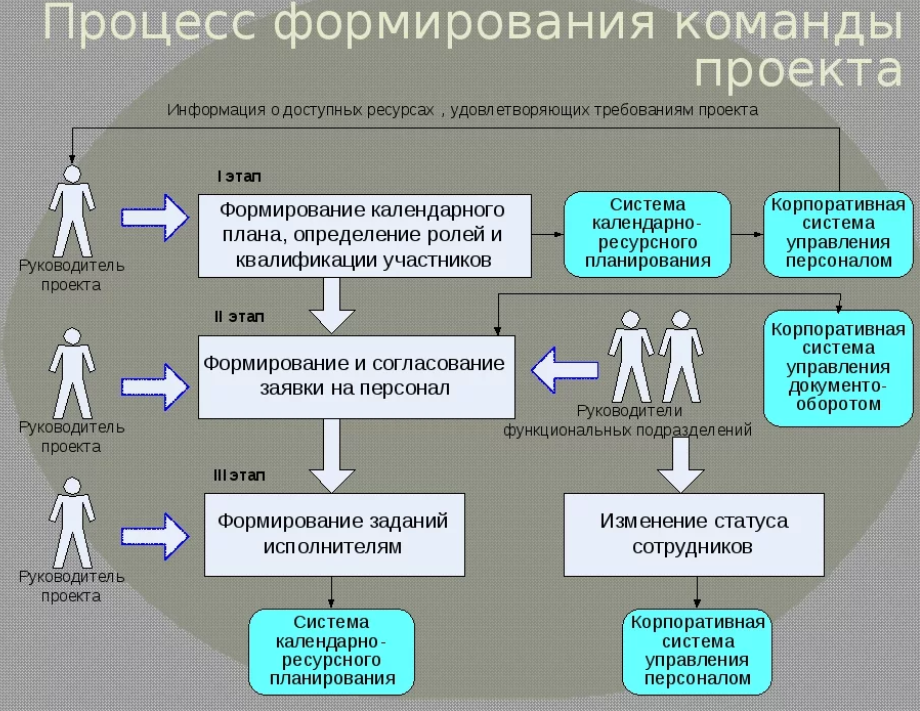 Процесс формирования команды
проекта
Информация о доступных ресурсах , удовлетворяющих требованиям проекта
I этап
Формирование календарного
плана, определение ролей и
квалификации участников
Система
календарно-
ресурсного
планирования
Корпоративная
система
управления
персоналом
Руководитель
проекта
II этап
Формирование и согласование
заявки на персонал
Корпоративная
система
управления
документо-
оборотом
Руководители
функциональных подразделений
Руководитель
проекта
III этап
Формирование заданий
исполнителям
Изменение статуса
сотрудников
Руководитель
проекта
Система
календарно-
ресурсного
планирования
Корпоративная
система
управления
персоналом